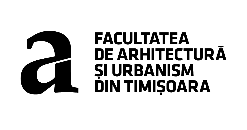 a
FACULTATEA
DE ARHITECTURĂ
ȘI URBANISM
DIN TIMIȘOARA